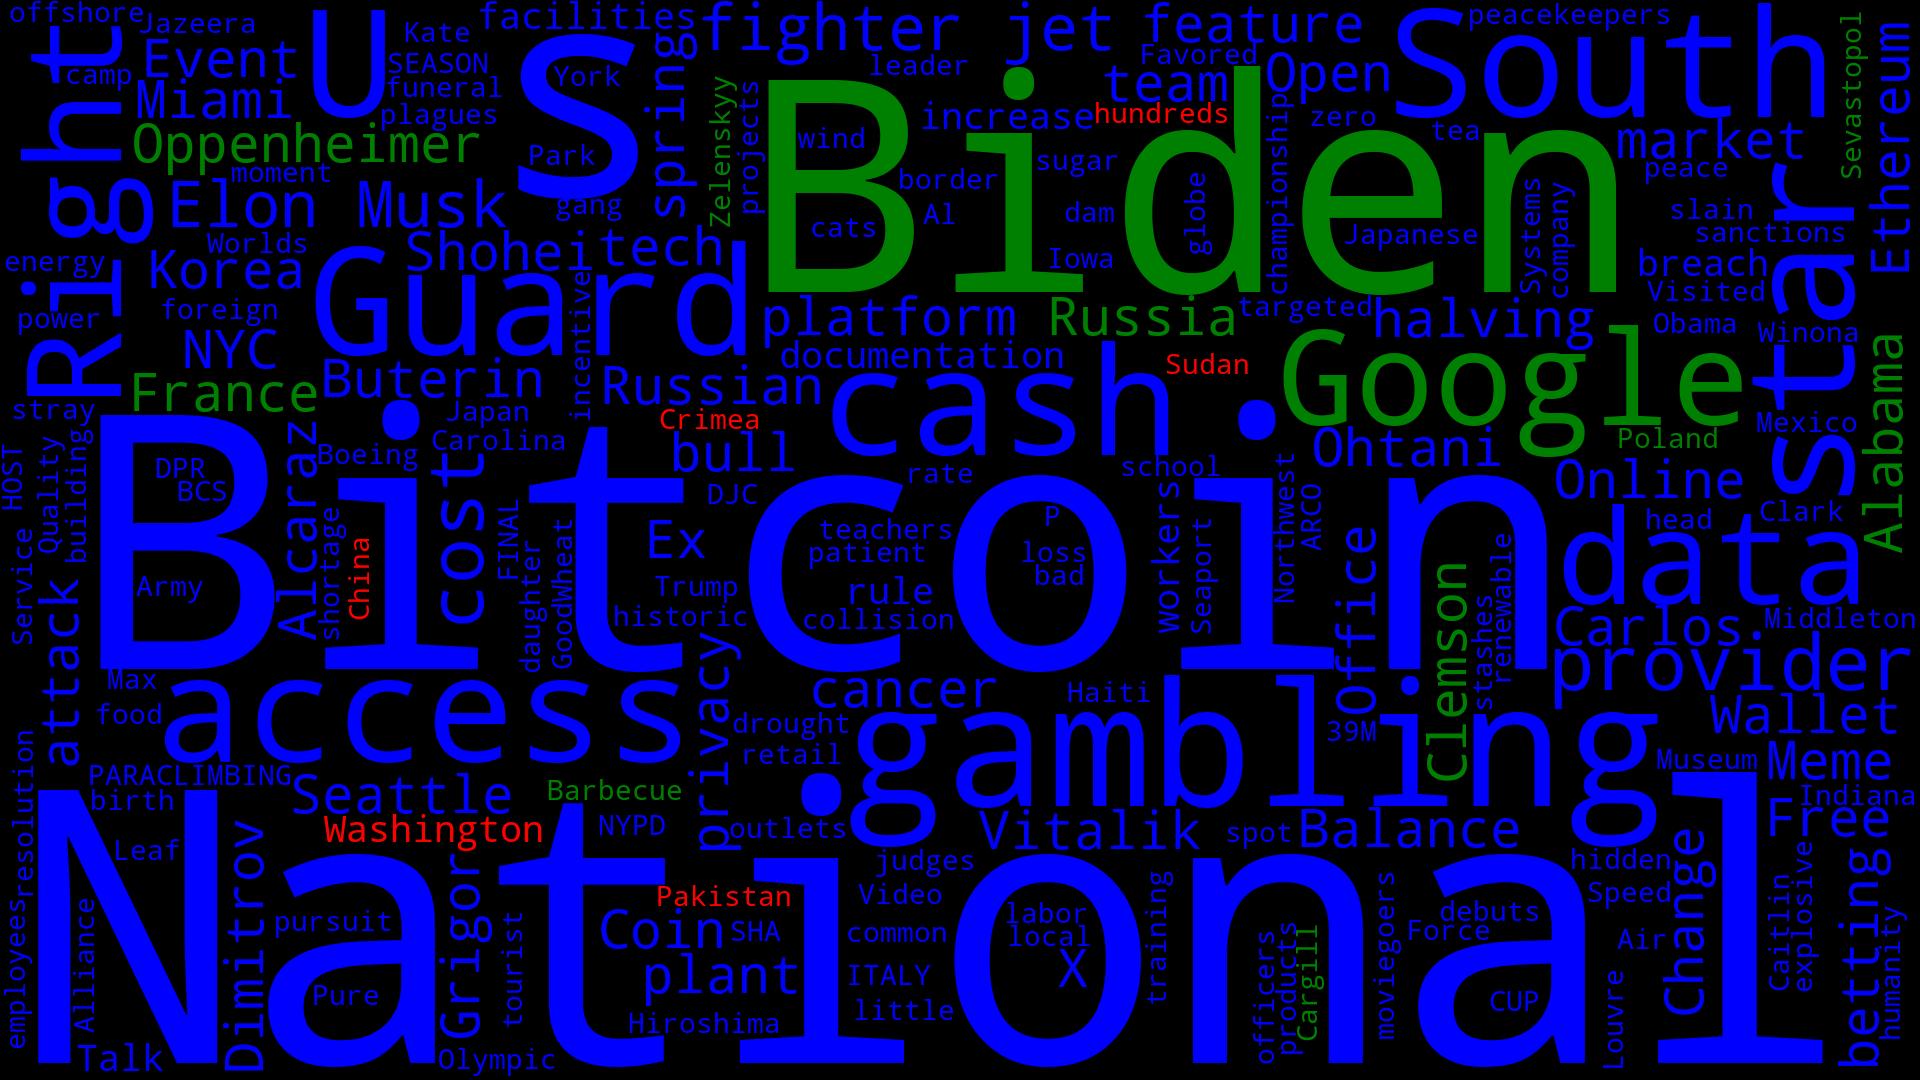 offshore
Jazeera
Kate
facilities
fighter jet
feature
South
peacekeepers
Right
camp
Event
U
SEASON
S
York
spring
leader
Favored
team
Open
Sevastopol
Ethereum
Miami
funeral
plagues
Zelenskyy
projects
Biden
increase
hundreds
championship
zero
tea
market
Oppenheimer
Park
wind
sugar
peace
moment
border
Elon Musk
gang
cats
Al
dam
globe
Japanese
Systems
company
slain
sanctions
star
Worlds
Shohei
tech
Iowa
energy
Korea
Guard
incentive
breach
foreign
platform
Russia
targeted
halving
Visited
Obama
Winona
power
NYC
documentation
Sudan
Google
Alabama
France
Buterin
Russian
cash
stray
Japan
Crimea
Mexico
Poland
HOST
Quality
building
Bitcoin
Alcaraz
Carolina
Boeing
cost
bull
rate
school
Ohtani
Online
DPR
BCS
DJC
workers
Northwest
ARCO
head
Clark
data
Service
Army
shortage
China
FINAL
daughter
GoodWheat
Ex
teachers
P
patient
loss
bad
Seaport
Office
Clemson
stashes
renewable
Trump
rule
historic
collision
Carlos
Middleton
attack
Max
access
privacy
cancer
Haiti
gambling
provider
food
drought
39M
Wallet
retail
Museum
Meme
PARACLIMBING
birth
Seattle
Barbecue
Indiana
resolution
employees
Washington
NYPD
outlets
Vitalik
spot
Balance
Free
National
Leaf
Dimitrov
Grigor
judges
hidden
Change
Caitlin
explosive
betting
humanity
Alliance
pursuit
Pakistan
Video
training
moviegoers
Speed
tourist
Coin
SHA
common
labor
local
debuts
Force
Air
officers
products
Cargill
plant
ITALY
X
Louvre
Pure
little
CUP
Hiroshima
Talk
Olympic